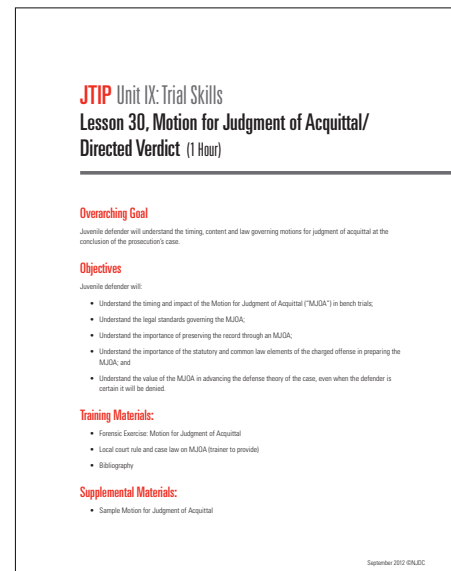 JTIP Unit IX: Trial Skills
Lesson 30, Motion for Judgment of Acquittal/
Directed Verdict (1 Hour)
Overarching Goal
Juvenile defender will understand the timing, content and law governing motions for judgment of acquittal at the
conclusion of the prosecution's case.
Objectives
Juvenile defender will:
• Understand the timing and impact of the Motion for Judgment of Acquittal ("MJOA") in bench trials;
• Understand the legal standards governing the MJOA;
• Understand the importance of preserving the record through an MJOA;
• Understand the importance of the statutory and common law elements of the charged offense in preparing the
MJOA; and
• Understand the value of the MJOA in advancing the defense theory of the case, even when the defender is
certain it will be denied.
Training Materials:
• Forensic Exercise: Motion for Judgment of Acquittal
• Local court rule and case law on MJOA (trainer to provide)
• Bibliography
Supplemental Materials:
• Sample Motion for Judgment of Acquittal
September 2012 ©NJDC